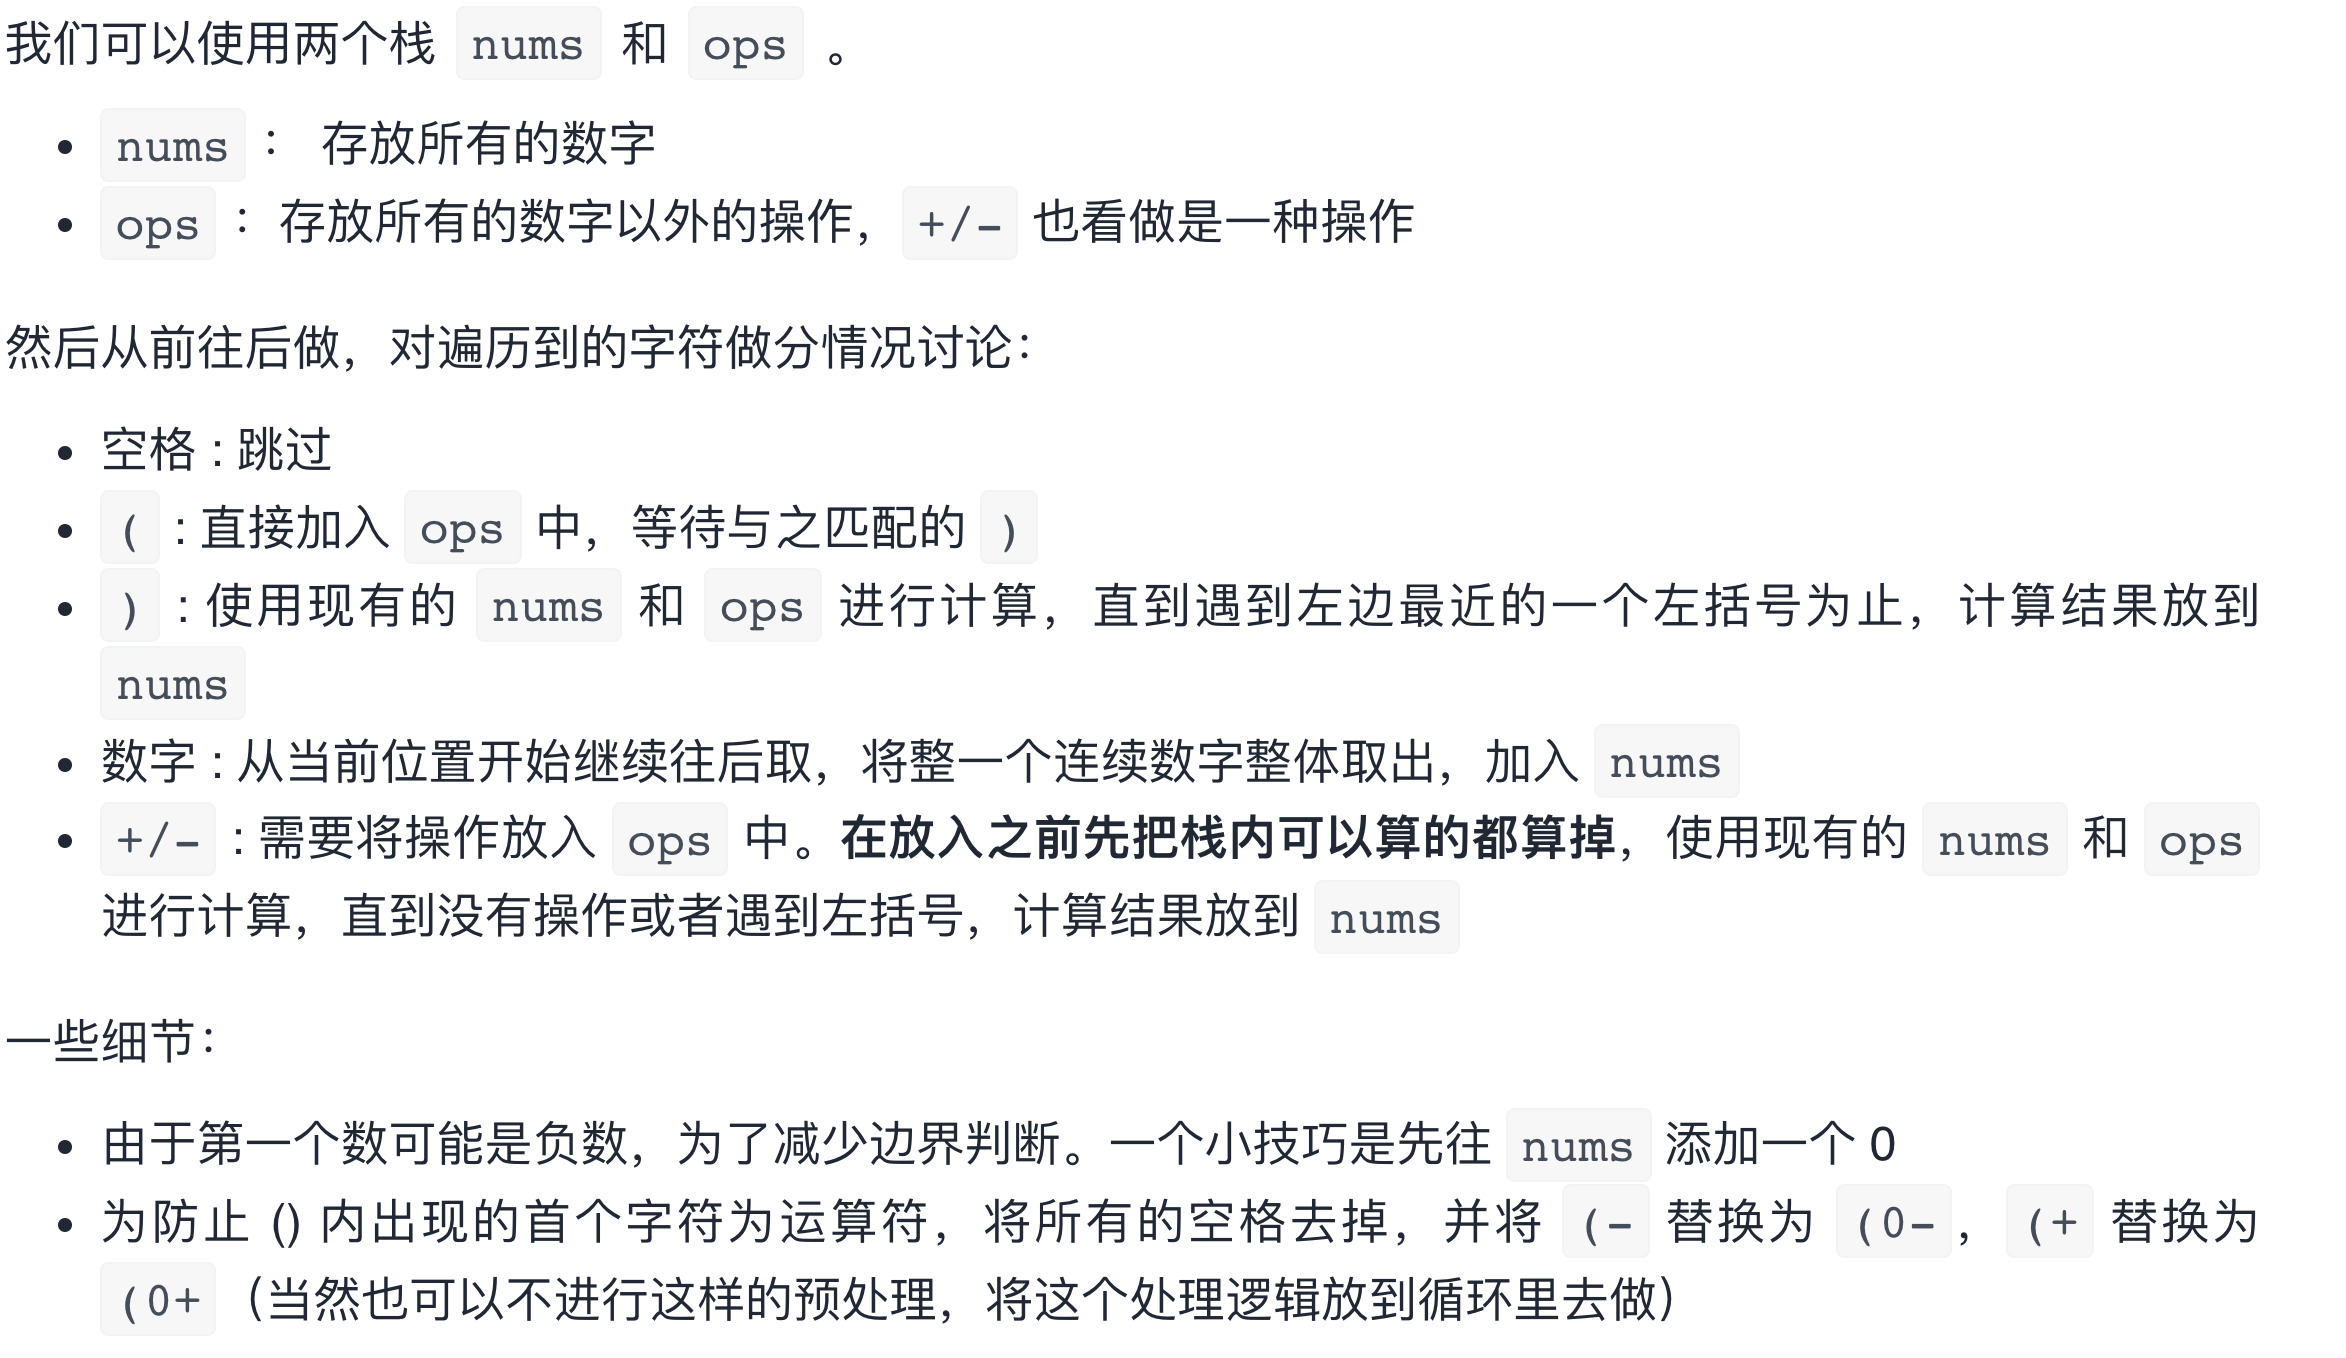 我们可以使用两个栈 nums 和 ops 。
• nums ： 存放所有的数字
• ops ：存放所有的数字以外的操作，+/- 也看做是一种操作
然后从前往后做，对遍历到的字符做分情况讨论：
• 空格 : 跳过
• ( : 直接加入 ops 中，等待与之匹配的 )
• ) : 使用现有的 nums 和 ops 进行计算，直到遇到左边最近的一个左括号为止，计算结果放到
nums
• 数字 : 从当前位置开始继续往后取，将整一个连续数字整体取出，加入 nums
• +/- : 需要将操作放入 ops 中。在放入之前先把栈内可以算的都算掉，使用现有的 nums 和 ops
进行计算，直到没有操作或者遇到左括号，计算结果放到 nums
一些细节：
• 由于第一个数可能是负数，为了减少边界判断。一个小技巧是先往 nums 添加一个 0
• 为防止 () 内出现的首个字符为运算符，将所有的空格去掉，并将 (- 替换为 (0-，(+ 替换为
(0+（当然也可以不进行这样的预处理，将这个处理逻辑放到循环里去做）